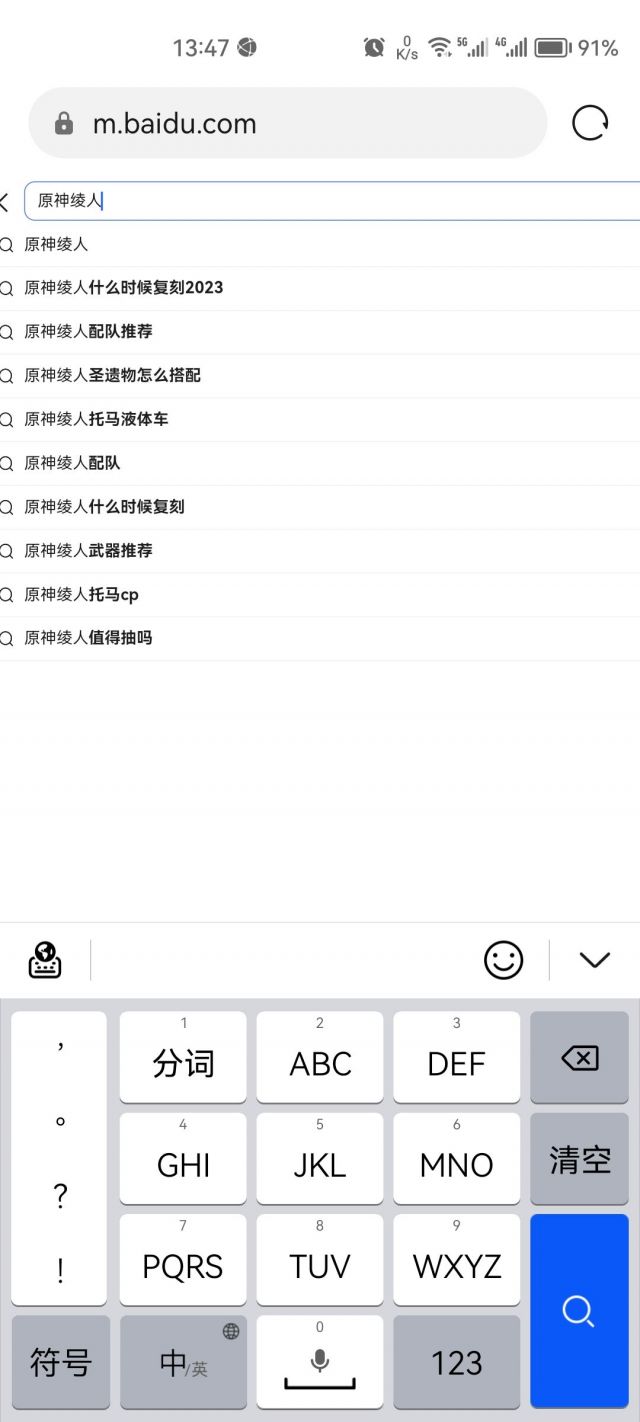 13:47 0 K/s 5G 4G 91%
m.baidu.com
原神绫人
原神绫人
原神绫人什么时候复刻2023
原神绫人配队推荐
原神绫人圣遗物怎么搭配
原神绫人托马液体车
原神绫人配队
原神绫人什么时候复刻
原神绫人武器推荐
原神绫人托马cp
原神绫人值得抽吗
， 1 2 3
分词 ABC DEF
。 4 5 6
GHI JKL MNO 清空
？ 7 8 9
PQRS TUV WXYZ
！
0
符号 中/英 123